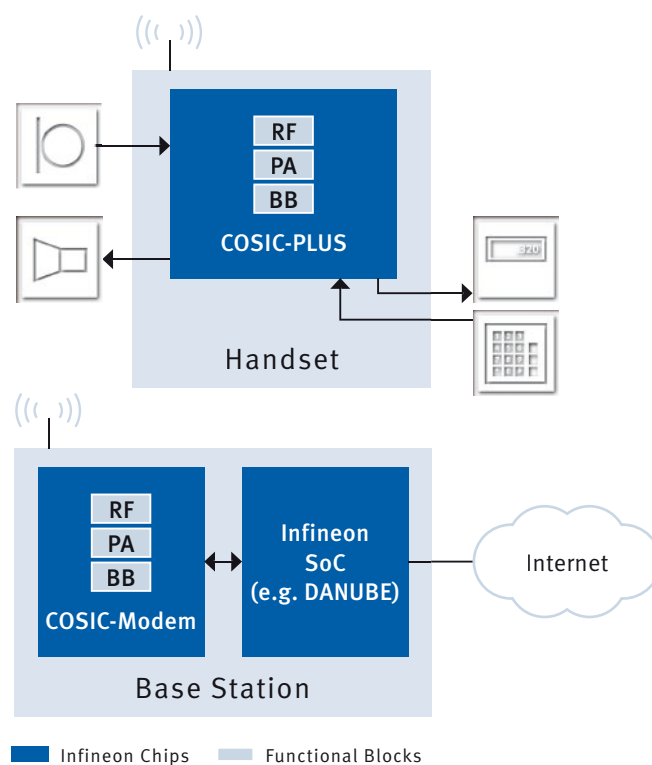 RF
PA
BB
COSIC-PLUS
320
Handset
RF
PA
BB
COSIC-Modem
Infineon
SoC
(e.g. DANUBE)
Internet
Base Station
Infineon Chips
Functional Blocks